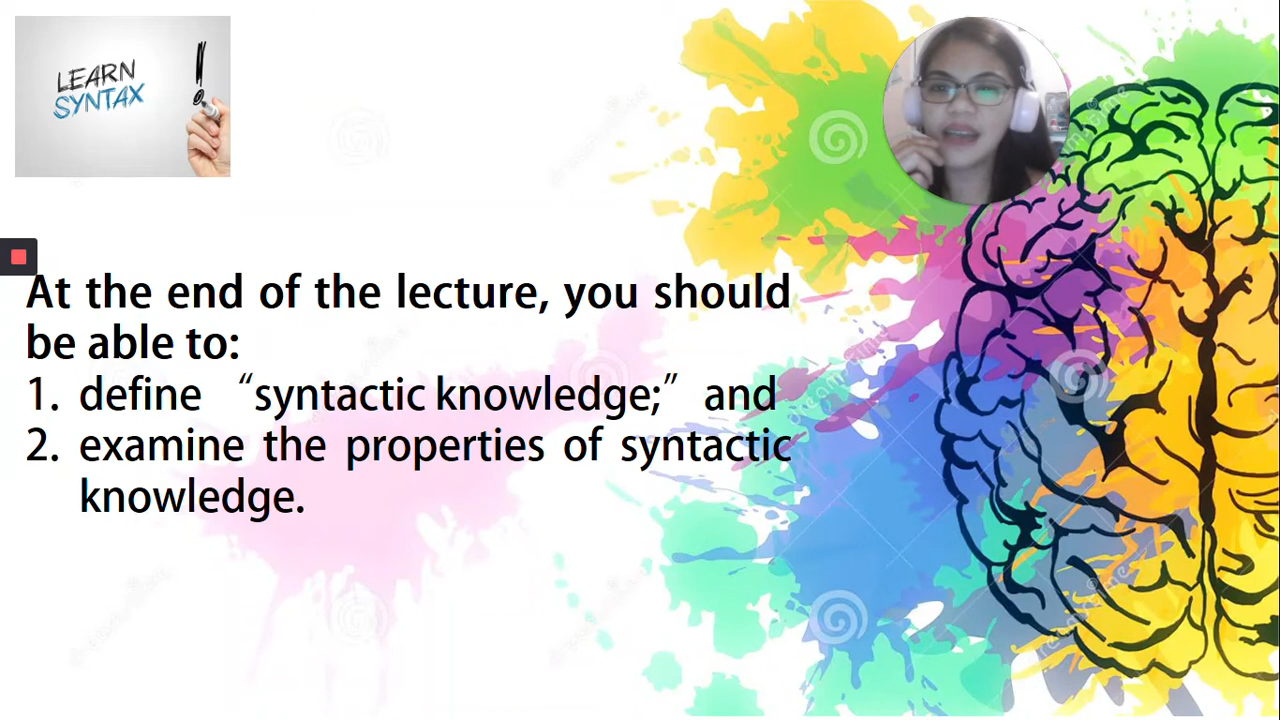 LEARN
SYNTAX
!
At the end of the lecture, you should
be able to:
1. define “syntactic knowledge;” and
2. examine the properties of syntactic
knowledge.